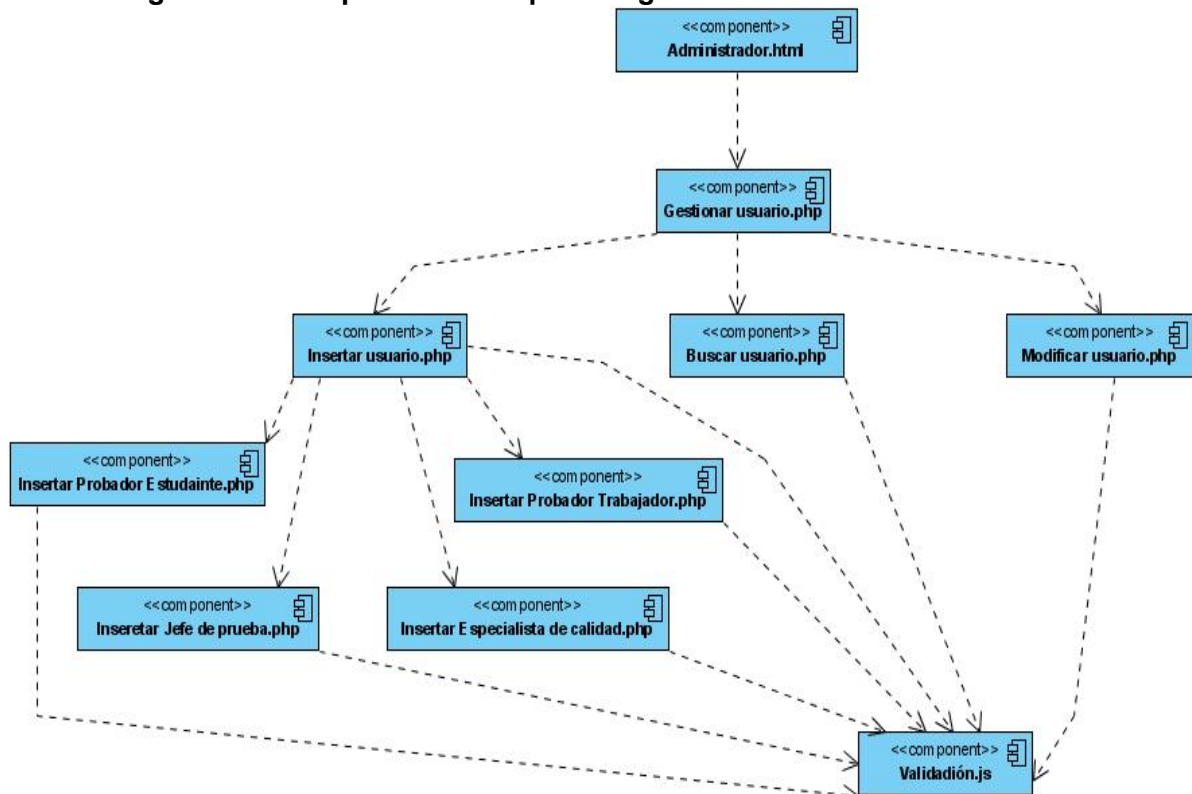 <<component>>
Administrador.html
<<component>>
Gestionar usuario.php
<<component>>
Insertar usuario.php
<<component>>
Buscar usuario.php
<<component>>
Modificar usuario.php
<<component>>
Insertar Probador Estudainte.php
<<component>>
Insertar Probador Trabajador.php
<<component>>
Inseretar Jefe de prueba.php
<<component>>
Insertar Especialista de calidad.php
<<component>>
Validadión.js